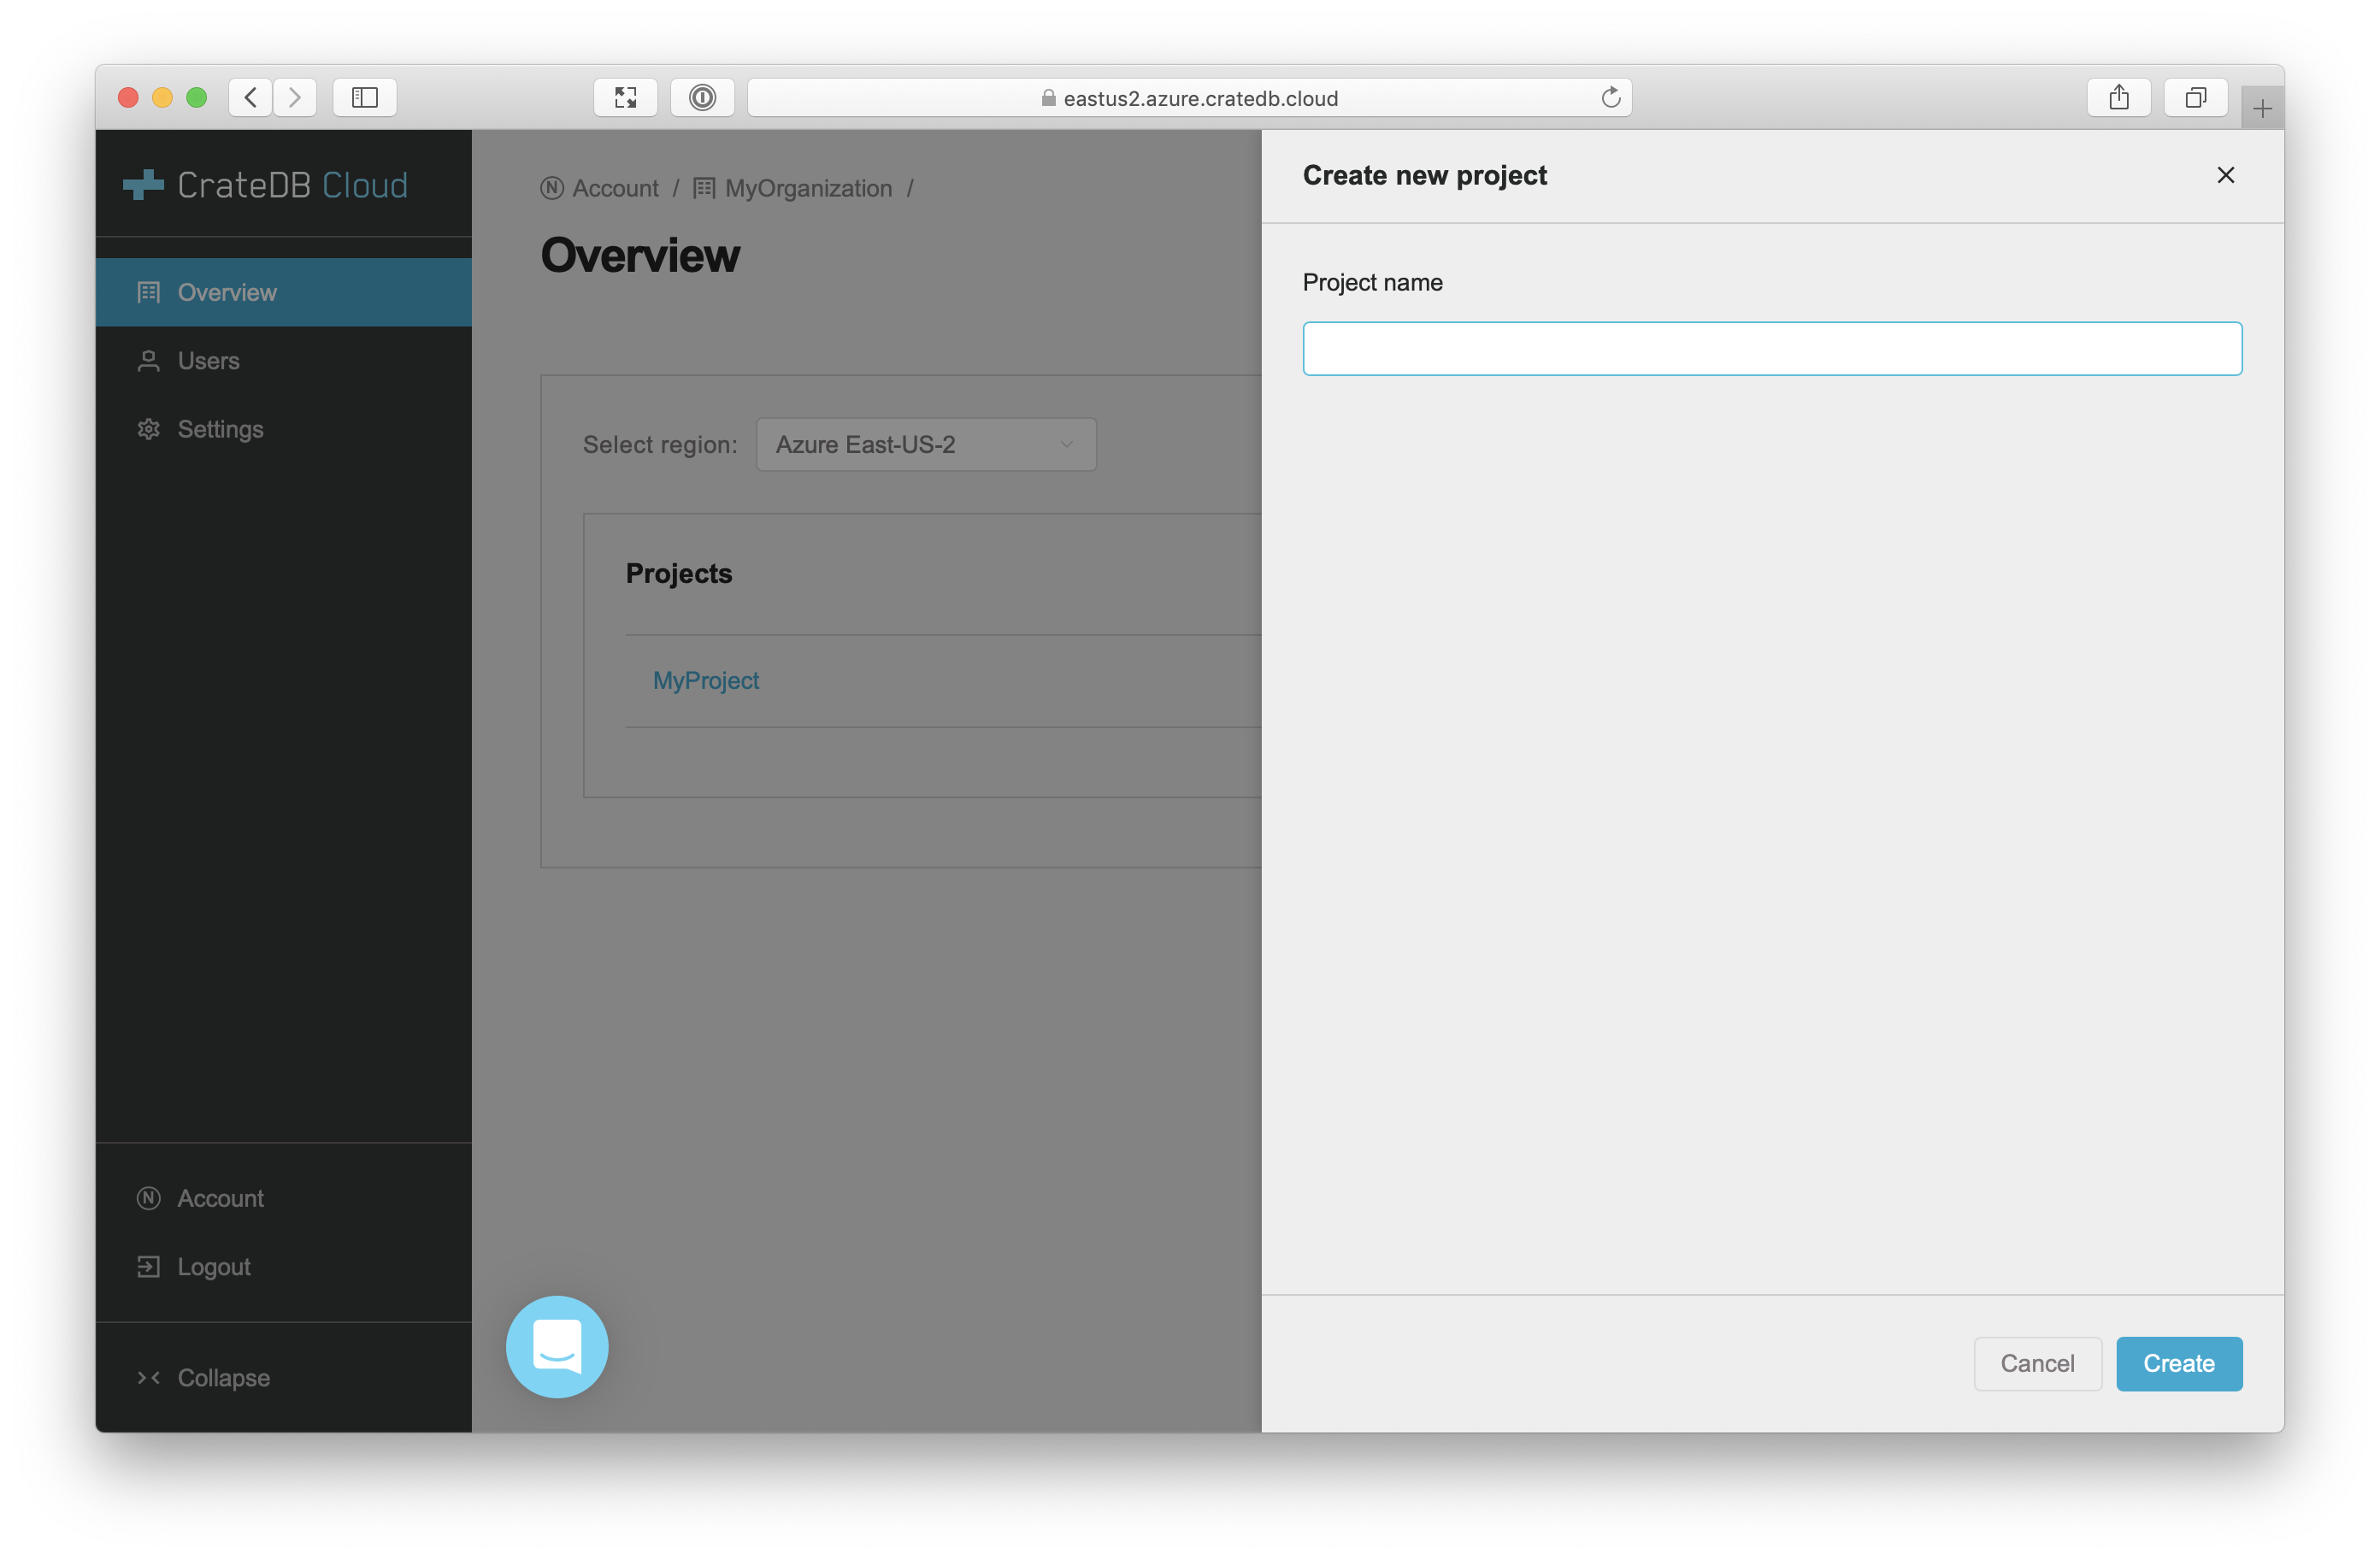 eastus2.azure.cratedb.cloud
CrateDB Cloud
Overview
Users
Settings
N Account
Logout
Collapse
N Account / MyOrganization /
Overview
Select region: Azure East-US-2
Projects
MyProject
Create new project
Project name
Cancel Create